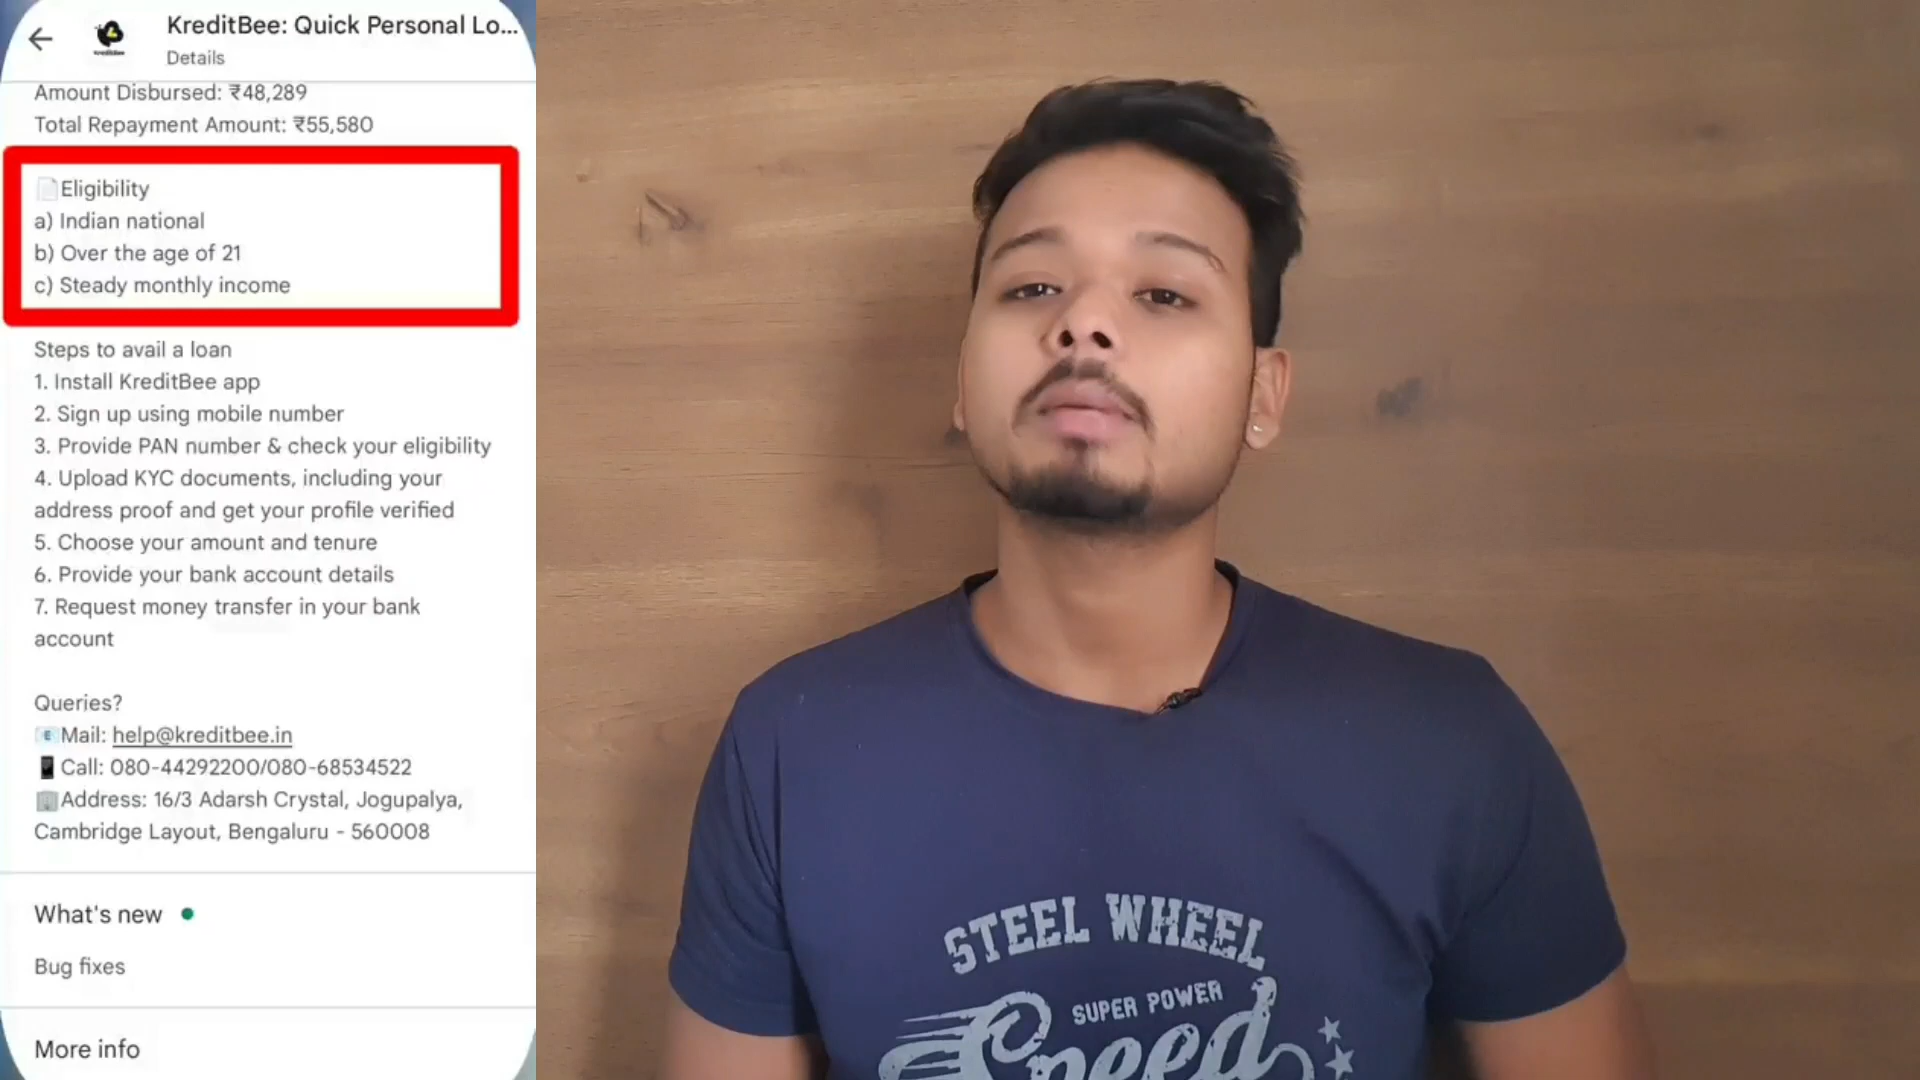 KreditBee: Quick Personal Lo...
Details
Amount Disbursed: ₹48,289
Total Repayment Amount: ₹55,580
Eligibility
a) Indian national
b) Over the age of 21
c) Steady monthly income
Steps to avail a loan
1. Install KreditBee app
2. Sign up using mobile number
3. Provide PAN number & check your eligibility
4. Upload KYC documents, including your
address proof and get your profile verified
5. Choose your amount and tenure
6. Provide your bank account details
7. Request money transfer in your bank
account
Queries?
Mail: help@kreditbee.in
Call: 080-44292200/080-68534522
Address: 16/3 Adarsh Crystal, Jogupalya,
Cambridge Layout, Bengaluru - 560008
What's new
Bug fixes
More info
STEEL WHEEL
SUPER POWER
Speed